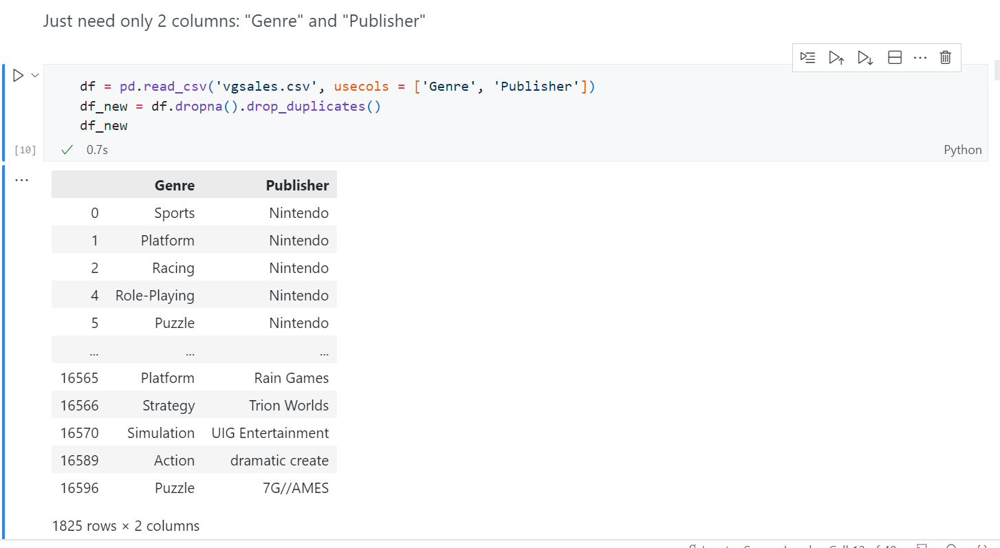 Just need only 2 columns: "Genre" and "Publisher"
df = pd.read_csv('vgsales.csv', usecols = ['Genre', 'Publisher'])
df_new = df.dropna().drop_duplicates()
df_new
[10] 0.7s Python
Genre Publisher
0 Sports Nintendo
1 Platform Nintendo
2 Racing Nintendo
4 Role-Playing Nintendo
5 Puzzle Nintendo
... ... ...
16565 Platform Rain Games
16566 Strategy Trion Worlds
16570 Simulation UIG Entertainment
16589 Action dramatic create
16596 Puzzle 7G//AMES
1825 rows × 2 columns